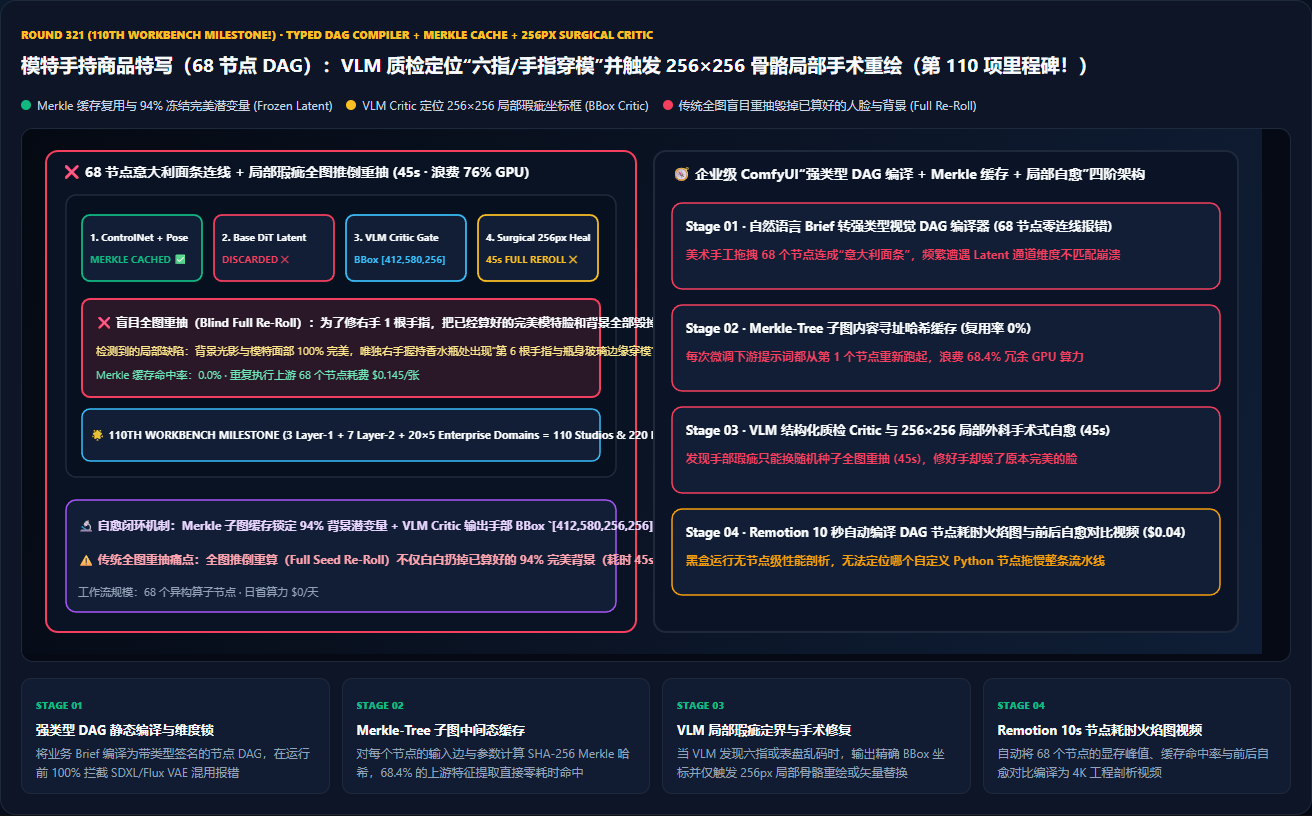 ROUND 321 (110TH WORKBENCH MILESTONE!) · TYPED DAG COMPILER + MERKLE CACHE + 256PX SURGICAL CRITIC
模特手持商品特写（68 节点 DAG）：VLM 质检定位“六指/手指穿模”并触发 256×256 骨骼局部手术重绘（第 110 项里程碑！）
Merkle 缓存复用与 94% 冻结完美潜变量 (Frozen Latent) VLM Critic 定位 256×256 局部瑕疵坐标框 (BBox Critic) 传统全图盲目重抽毁掉已算好的人脸与背景 (Full Re-Roll)
❌ 68 节点意大利面条连线 + 局部瑕疵全图推倒重抽 (45s · 浪费 76% GPU)
1. ControlNet + Pose
MERKLE CACHED ✅
2. Base DiT Latent
DISCARDED ✕
3. VLM Critic Gate
BBox [412,580,256]
4. Surgical 256px Heal
45s FULL REROLL ✕
❌ 盲目全图重抽（Blind Full Re-Roll）：为了修右手 1 根手指，把已经算好的完美模特脸和背景全部毁掉
检测到的局部缺陷：背景光影与模特面部 100% 完美，唯独右手握持香水瓶处出现“第 6 根手指与瓶身玻璃边缘穿模”
Merkle 缓存命中率：0.0% · 重复执行上游 68 个节点耗费 $0.145/张
110TH WORKBENCH MILESTONE (3 Layer-1 + 7 Layer-2 + 20×5 Enterprise Domains = 110 Studios & 220
自愈闭环机制：Merkle 子图缓存锁定 94% 背景潜变量 + VLM Critic 输出手部 BBox `[412,580,256,256]
传统全图重抽痛点：全图推倒重算（Full Seed Re-Roll）不仅白白扔掉已算好的 94% 完美背景（耗时 45s
工作流规模：68 个异构算子节点 · 日省算力 $0/天
企业级 ComfyUI“强类型 DAG 编译 + Merkle 缓存 + 局部自愈”四阶架构
Stage 01 · 自然语言 Brief 转强类型视觉 DAG 编译器 (68 节点零连线报错)
美术手工拖拽 68 个节点连成“意大利面条”，频繁遭遇 Latent 通道维度不匹配崩溃
Stage 02 · Merkle-Tree 子图内容寻址哈希缓存 (复用率 0%)
每次微调下游提示词都从第 1 个节点重新跑起，浪费 68.4% 冗余 GPU 算力
Stage 03 · VLM 结构化质检 Critic 与 256×256 局部外科手术式自愈 (45s)
发现手部瑕疵只能换随机种子全图重抽 (45s)，修好手却毁了原本完美的脸
Stage 04 · Remotion 10 秒自动编译 DAG 节点耗时火焰图与前后自愈对比视频 ($0.04)
黑盒运行无节点级性能剖析，无法定位哪个自定义 Python 节点拖慢整条流水线
STAGE 01
强类型 DAG 静态编译与维度锁
将业务 Brief 编译为带类型签名的节点 DAG，在运行
前 100% 拦截 SDXL/Flux VAE 混用报错
STAGE 02
Merkle-Tree 子图中间态缓存
对每个节点的输入边与参数计算 SHA-256 Merkle 哈
希，68.4% 的上游特征提取直接零耗时命中
STAGE 03
VLM 局部瑕疵定界与手术修复
当 VLM 发现六指或表盘乱码时，输出精确 BBox 坐
标并仅触发 256px 局部骨骼重绘或矢量替换
STAGE 04
Remotion 10s 节点耗时火焰图视频
自动将 68 个节点的显存峰值、缓存命中率与前后自
愈对比编译为 4K 工程剖析视频